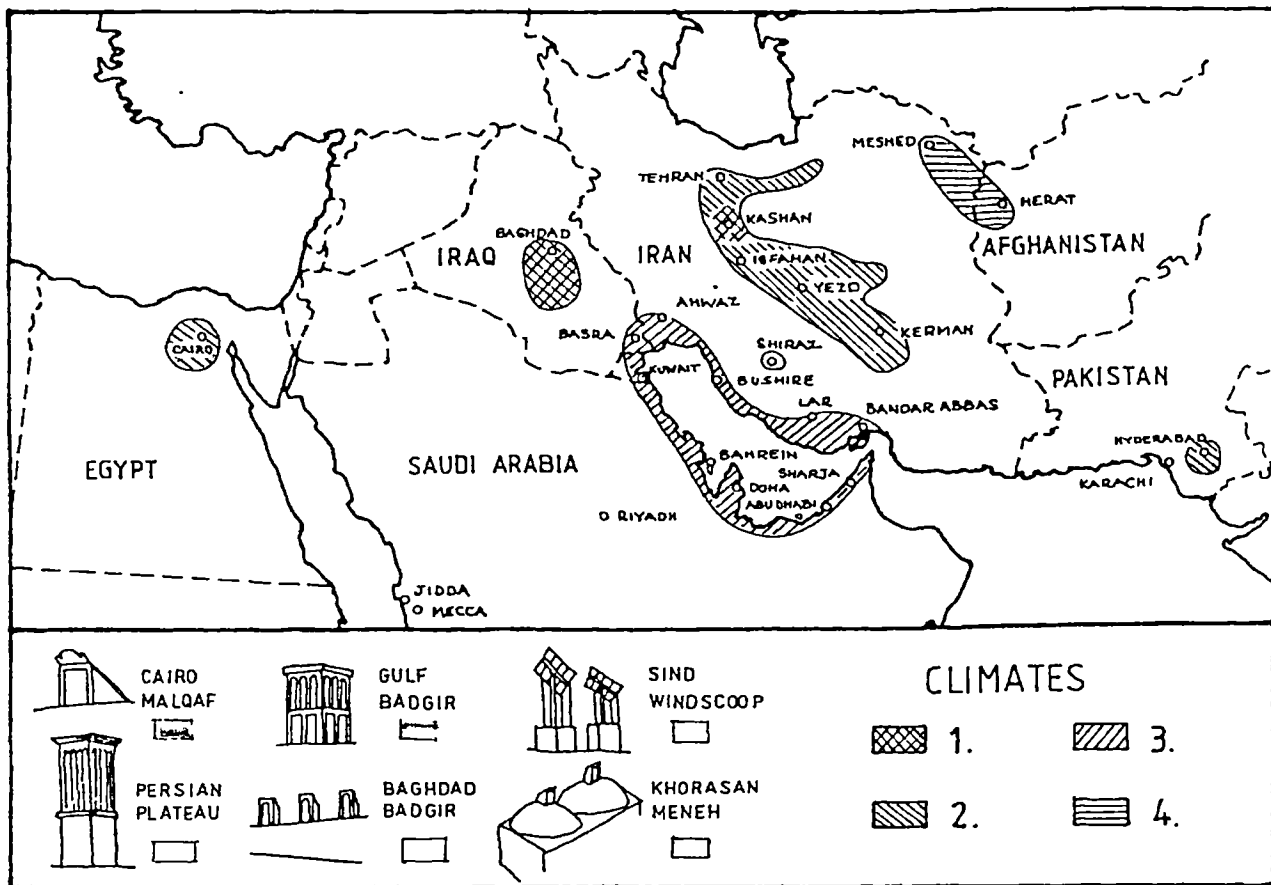 MESHED
TEHRAN
HERAT
KASHAN
BAGHDAD
IRAQ
IRAN
AFGHANISTAN
ISFAHAN
YEZD
AHWAZ
BASRA
KERMAN
CAIRO
SHIRAZ
KUWAIT
BUSHIRE
PAKISTAN
LAR
BANDAR ABBAS
HYDERABAD
EGYPT
SAUDI ARABIA
BAHREIN
SHARJA
DOHA
KARACHI
ABU DHABI
RIYADH
JIDDA
MECCA
CAIRO
MALQAF
GULF
BADGIR
SIND
WINDSCOOP
PERSIAN
PLATEAU
BAGHDAD
BADGIR
KHORASAN
MENEH
CLIMATES
1.
3.
2.
4.